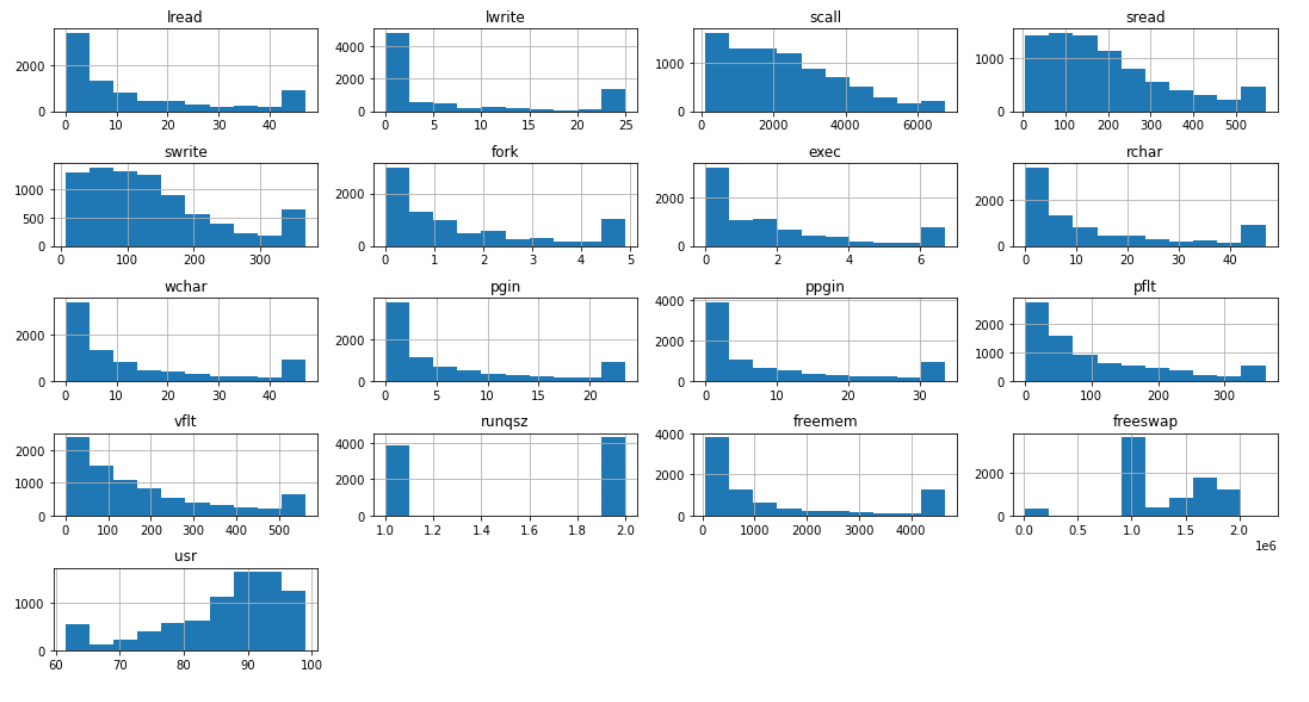 lread
lwrite
scall
sread
2000
0
0 10 20 30 40
4000
2000
0
0 5 10 15 20 25
1000
0
0 2000 4000 6000
1000
0
0 100 200 300 400 500
swrite
fork
exec
rchar
1000
500
0
0 100 200 300
2000
0
0 1 2 3 4 5
2000
0
0 2 4 6
2000
0
0 10 20 30 40
wchar
pgin
ppgin
pflt
2000
0
0 10 20 30 40
2000
0
0 5 10 15 20
4000
2000
0
0 10 20 30
2000
1000
0
0 100 200 300
vflt
runqsz
freemem
freeswap
2000
1000
0
0 100 200 300 400 500
4000
2000
0
1.0 1.2 1.4 1.6 1.8 2.0
4000
2000
0
0 1000 2000 3000 4000
2000
0
0.0 0.5 1.0 1.5 2.0
1e6
usr
1000
0
60 70 80 90 100